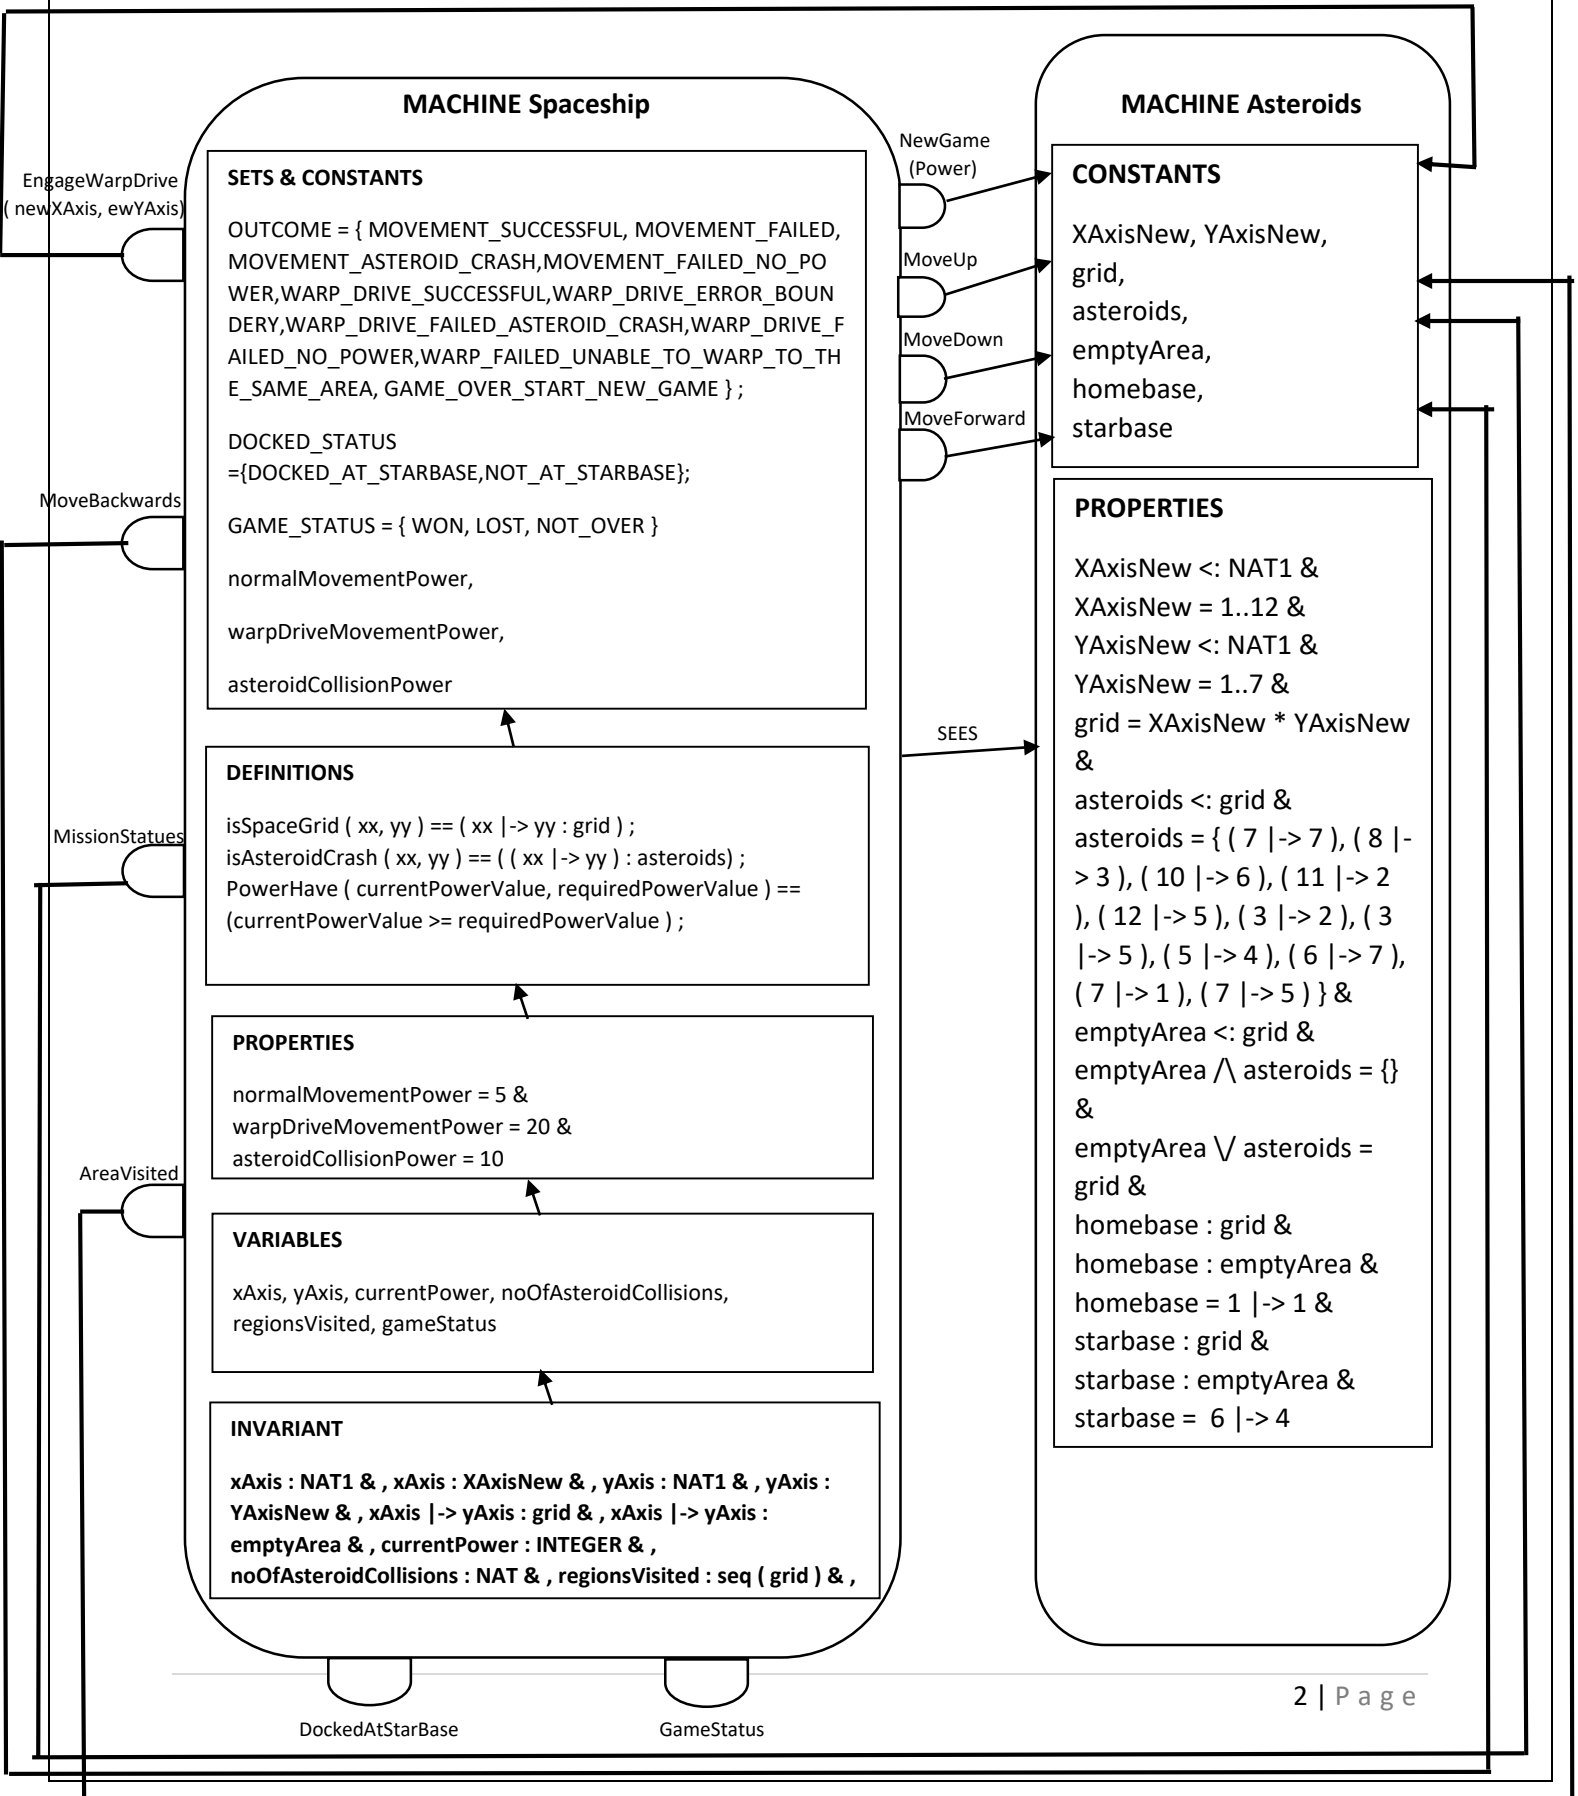 MACHINE Spaceship
EngageWarpDrive
( newXAxis, ewYAxis)
MoveBackwards
MissionStatues
AreaVisited
SETS & CONSTANTS
OUTCOME = { MOVEMENT_SUCCESSFUL, MOVEMENT_FAILED,
MOVEMENT_ASTEROID_CRASH,MOVEMENT_FAILED_NO_PO
WER,WARP_DRIVE_SUCCESSFUL,WARP_DRIVE_ERROR_BOUN
DERY,WARP_DRIVE_FAILED_ASTEROID_CRASH,WARP_DRIVE_F
AILED_NO_POWER,WARP_FAILED_UNABLE_TO_WARP_TO_TH
E_SAME_AREA, GAME_OVER_START_NEW_GAME } ;
DOCKED_STATUS
={DOCKED_AT_STARBASE,NOT_AT_STARBASE};
GAME_STATUS = { WON, LOST, NOT_OVER }
normalMovementPower,
warpDriveMovementPower,
asteroidCollisionPower
DEFINITIONS
isSpaceGrid ( xx, yy ) == ( xx |-> yy : grid ) ;
isAsteroidCrash ( xx, yy ) == ( ( xx |-> yy ) : asteroids) ;
PowerHave ( currentPowerValue, requiredPowerValue ) ==
(currentPowerValue >= requiredPowerValue ) ;
PROPERTIES
normalMovementPower = 5 &
warpDriveMovementPower = 20 &
asteroidCollisionPower = 10
VARIABLES
xAxis, yAxis, currentPower, noOfAsteroidCollisions,
regionsVisited, gameStatus
INVARIANT
xAxis : NAT1 & , xAxis : XAxisNew & , yAxis : NAT1 & , yAxis :
YAxisNew & , xAxis |-> yAxis : grid & , xAxis |-> yAxis :
emptyArea & , currentPower : INTEGER & ,
noOfAsteroidCollisions : NAT & , regionsVisited : seq ( grid ) & ,
DockedAtStarBase
GameStatus
NewGame
(Power)
MoveUp
MoveDown
MoveForward
SEES
MACHINE Asteroids
CONSTANTS
XAxisNew, YAxisNew,
grid,
asteroids,
emptyArea,
homebase,
starbase
PROPERTIES
XAxisNew <: NAT1 &
XAxisNew = 1..12 &
YAxisNew <: NAT1 &
YAxisNew = 1..7 &
grid = XAxisNew * YAxisNew
&
asteroids <: grid &
asteroids = { ( 7 |-> 7 ), ( 8 |-
> 3 ), ( 10 |-> 6 ), ( 11 |-> 2
), ( 12 |-> 5 ), ( 3 |-> 2 ), ( 3
|-> 5 ), ( 5 |-> 4 ), ( 6 |-> 7 ),
( 7 |-> 1 ), ( 7 |-> 5 ) } &
emptyArea <: grid &
emptyArea /\ asteroids = {}
&
emptyArea \/ asteroids =
grid &
homebase : grid &
homebase : emptyArea &
homebase = 1 |-> 1 &
starbase : grid &
starbase : emptyArea &
starbase =  6 |-> 4
2 | P a g e